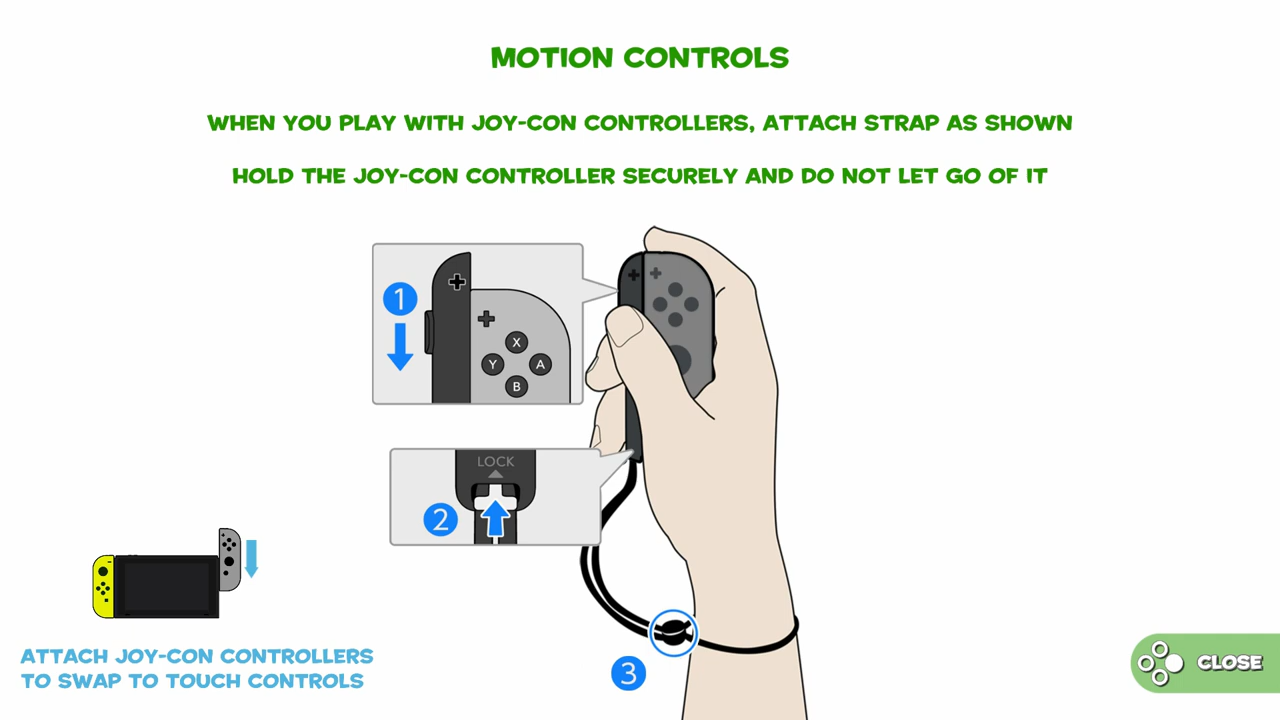 MOTION CONTROLS
WHEN YOU PLAY WITH JOY-CON CONTROLLERS, ATTACH STRAP AS SHOWN
HOLD THE JOY-CON CONTROLLER SECURELY AND DO NOT LET GO OF IT
1
X
Y A
B
LOCK
2
3
ATTACH JOY-CON CONTROLLERS
TO SWAP TO TOUCH CONTROLS
CLOSE